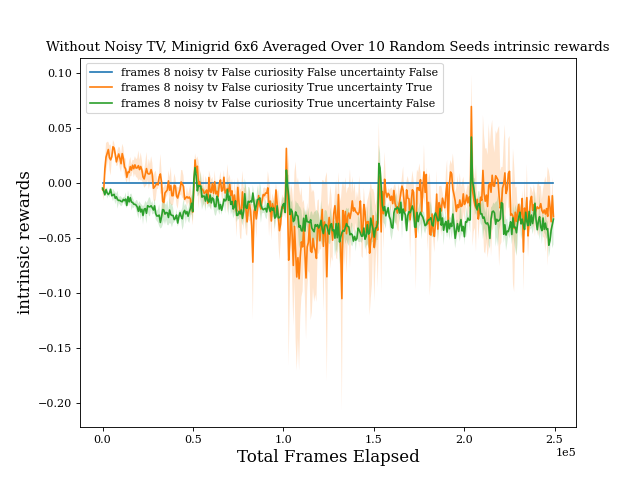 Without Noisy TV, Minigrid 6x6 Averaged Over 10 Random Seeds intrinsic rewards
frames 8 noisy tv False curiosity False uncertainty False
frames 8 noisy tv False curiosity True uncertainty True
frames 8 noisy tv False curiosity True uncertainty False
intrinsic rewards
0.10
0.05
0.00
−0.05
−0.10
−0.15
−0.20
0.0 0.5 1.0 1.5 2.0 2.5
1e5
Total Frames Elapsed